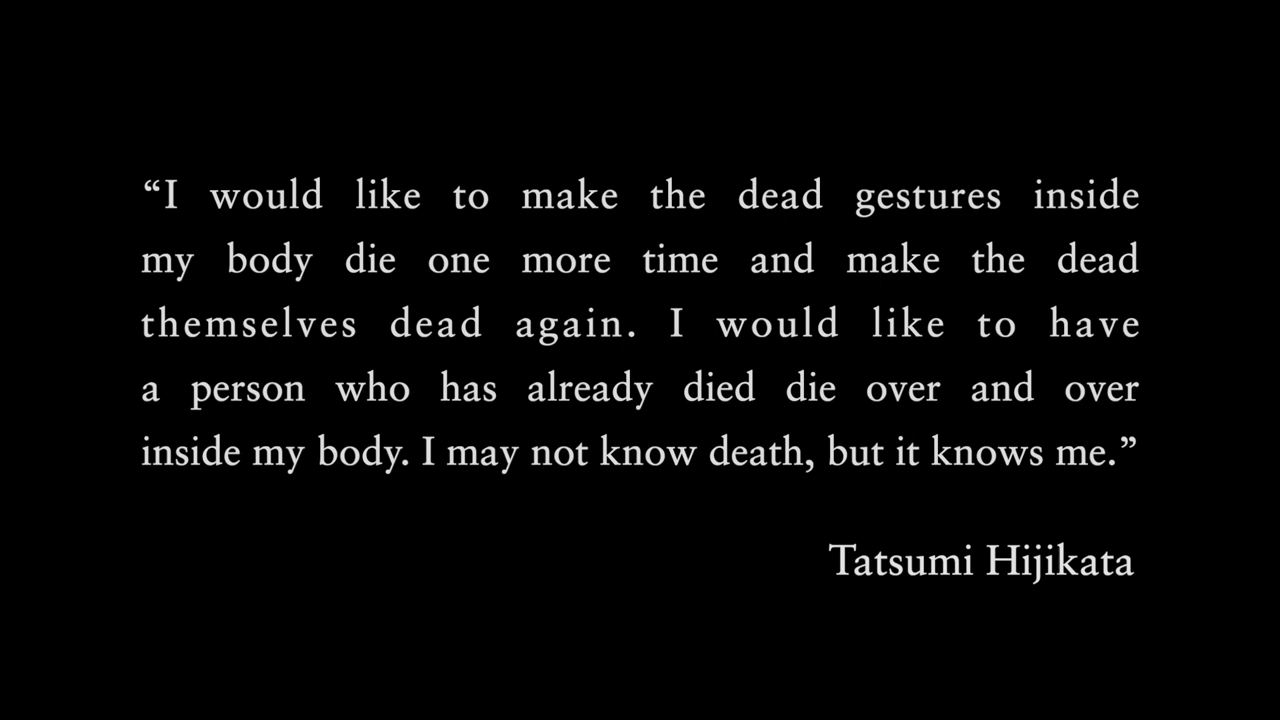 “I would like to make the dead gestures inside
my body die one more time and make the dead
themselves dead again. I would like to have
a person who has already died die over and over
inside my body. I may not know death, but it knows me.”
Tatsumi Hijikata